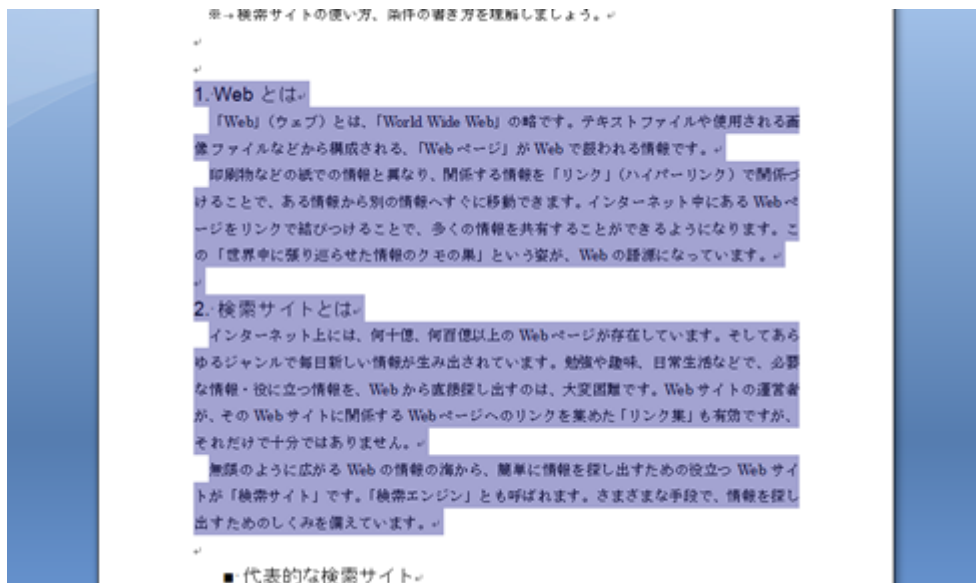 ※→検索サイトの使い方、条件の書き方を理解しましょう。
1. Web とは
「Web」（ウェブ）とは、「World Wide Web」の略です。テキストファイルや使用される画
像ファイルなどから構成される、「Web ページ」が Web で扱われる情報です。
印刷物などの紙での情報と異なり、関係する情報を「リンク」（ハイパーリンク）で関係づ
けることで、ある情報から別の情報へすぐに移動できます。インターネット中にある Web ペ
ージをリンクで結びつけることで、多くの情報を共有することができるようになります。こ
の「世界中に張り巡らせた情報のクモの巣」という姿が、Web の語源になっています。
2. 検索サイトとは
インターネット上には、何十億、何百億以上の Web ページが存在しています。そしてあら
ゆるジャンルで毎日新しい情報が生み出されています。勉強や趣味、日常生活などで、必要
な情報・役に立つ情報を、Web から直接探し出すのは、大変困難です。Web サイトの運営者
が、その Web サイトに関係する Web ページへのリンクを集めた「リンク集」も有効ですが、
それだけで十分ではありません。
無限のように広がる Web の情報の海から、簡単に情報を探し出すための役立つ Web サイ
トが「検索サイト」です。「検索エンジン」とも呼ばれます。さまざまな手段で、情報を探し
出すためのしくみを備えています。
■ 代表的な検索サイト